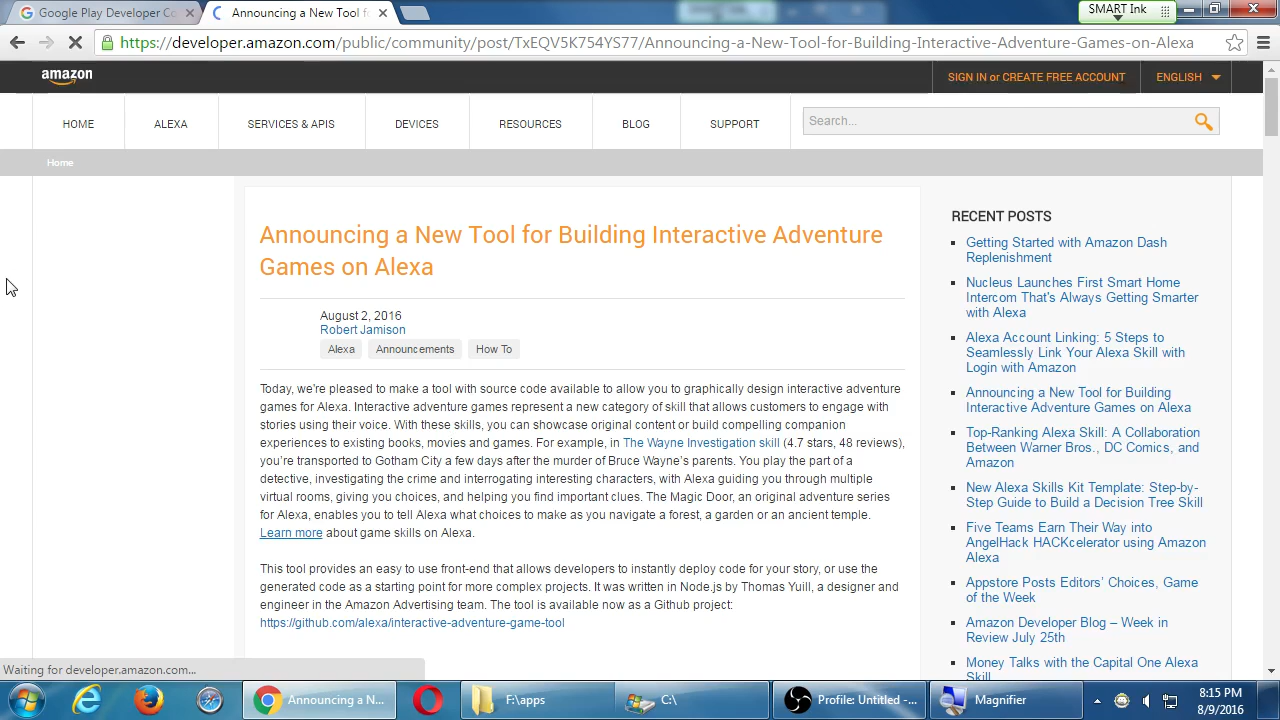 Google Play Developer Co
Announcing a New Tool f
SMART Ink
https://developer.amazon.com/public/community/post/TxEQV5K754YS77/Announcing-a-New-Tool-for-Building-Interactive-Adventure-Games-on-Alexa
amazon
SIGN IN or CREATE FREE ACCOUNT
ENGLISH
HOME
ALEXA
SERVICES & APIS
DEVICES
RESOURCES
BLOG
SUPPORT
Search...
Home
Announcing a New Tool for Building Interactive Adventure
Games on Alexa
August 2, 2016
Robert Jamison
Alexa
Announcements
How To
Today, we're pleased to make a tool with source code available to allow you to graphically design interactive adventure
games for Alexa. Interactive adventure games represent a new category of skill that allows customers to engage with
stories using their voice. With these skills, you can showcase original content or build compelling companion
experiences to existing books, movies and games. For example, in The Wayne Investigation skill (4.7 stars, 48 reviews),
you're transported to Gotham City a few days after the murder of Bruce Wayne's parents. You play the part of a
detective, investigating the crime and interrogating interesting characters, with Alexa guiding you through multiple
virtual rooms, giving you choices, and helping you find important clues. The Magic Door, an original adventure series
for Alexa, enables you to tell Alexa what choices to make as you navigate a forest, a garden or an ancient temple.
Learn more about game skills on Alexa.
This tool provides an easy to use front-end that allows developers to instantly deploy code for your story, or use the
generated code as a starting point for more complex projects. It was written in Node.js by Thomas Yuill, a designer and
engineer in the Amazon Advertising team. The tool is available now as a Github project:
https://github.com/alexa/interactive-adventure-game-tool
RECENT POSTS
Getting Started with Amazon Dash
Replenishment
Nucleus Launches First Smart Home
Intercom That's Always Getting Smarter
with Alexa
Alexa Account Linking: 5 Steps to
Seamlessly Link Your Alexa Skill with
Login with Amazon
Announcing a New Tool for Building
Interactive Adventure Games on Alexa
Top-Ranking Alexa Skill: A Collaboration
Between Warner Bros., DC Comics, and
Amazon
New Alexa Skills Kit Template: Step-by-
Step Guide to Build a Decision Tree Skill
Five Teams Earn Their Way into
AngelHack HACKcelerator using Amazon
Alexa
Appstore Posts Editors' Choices, Game
of the Week
Amazon Developer Blog – Week in
Review July 25th
Money Talks with the Capital One Alexa
Skill
Waiting for developer.amazon.com...
Announcing a N...
F:\apps
C:\
Profile: Untitled -...
Magnifier
8:15 PM
8/9/2016